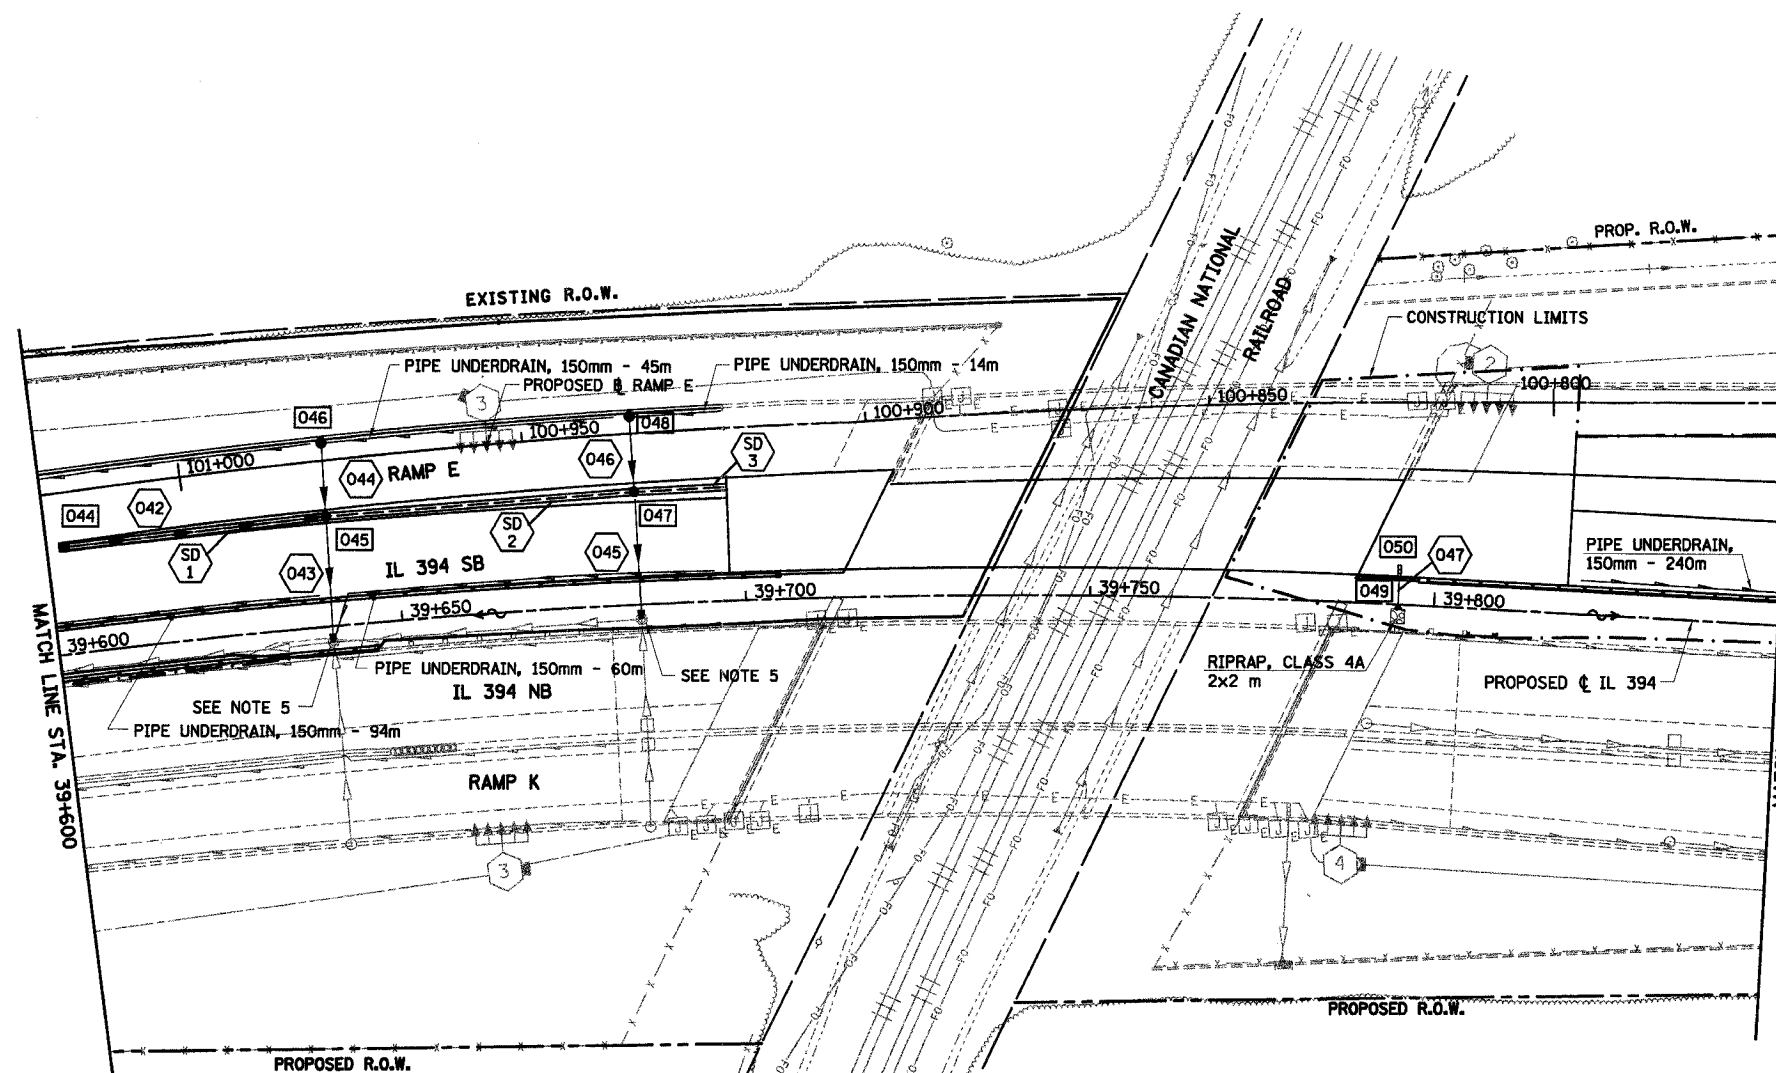 PROP. R.O.W.
EXISTING R.O.W.
CANADIAN NATIONAL
RAILROAD
CONSTRUCTION LIMITS
PIPE UNDERDRAIN, 150mm - 45m
PIPE UNDERDRAIN, 150mm - 14m
PROPOSED ℄ RAMP E
3
2
100+800
100+850
100+900
100+950
101+000
046
048
SD
3
044
RAMP E
046
044
042
047
SD
2
045
SD
1
043
IL 394 SB
045
050
047
PIPE UNDERDRAIN,
150mm - 240m
049
39+600
39+650
39+700
39+750
39+800
MATCH LINE STA. 39+600
PIPE UNDERDRAIN, 150mm - 60m
SEE NOTE 5
IL 394 NB
SEE NOTE 5
PIPE UNDERDRAIN, 150mm - 94m
RIPRAP, CLASS 4A
2x2 m
PROPOSED ℄ IL 394
RAMP K
3
4
PROPOSED R.O.W.
PROPOSED R.O.W.